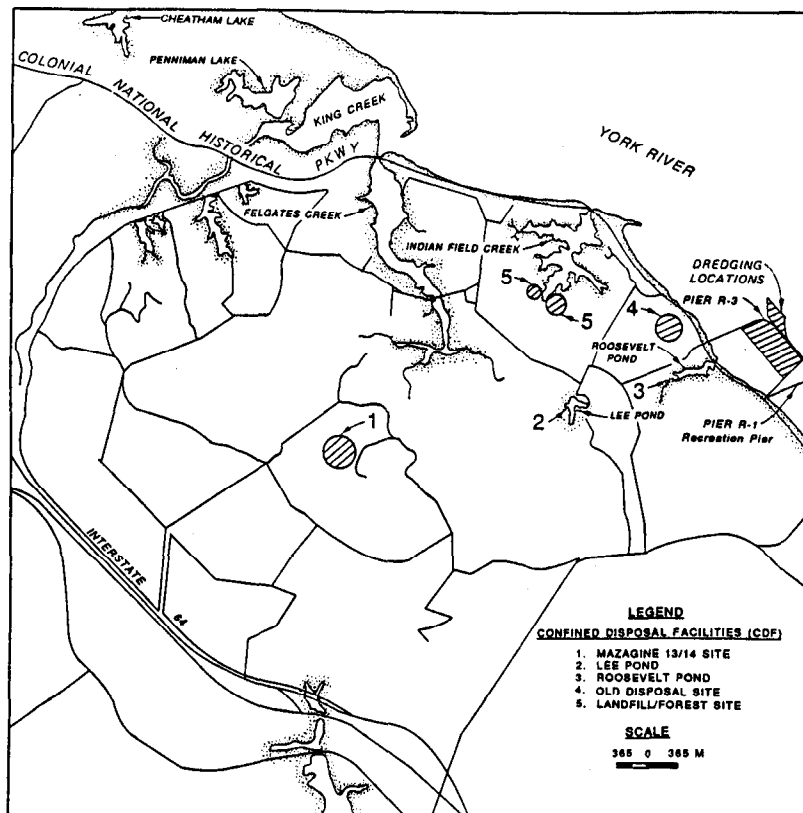 CHEATHAM LAKE
PENNIMAN LAKE
COLONIAL NATIONAL HISTORICAL PKWY
KING CREEK
YORK RIVER
FELGATES CREEK
INDIAN FIELD CREEK
DREDGING
LOCATIONS
PIER R-3
5
5
4
ROOSEVELT
POND
3
2
LEE POND
PIER R-1
Recreation Pier
1
INTERSTATE
64
LEGEND
CONFINED DISPOSAL FACILITIES (CDF)
1. MAZAGINE 13/14 SITE
2. LEE POND
3. ROOSEVELT POND
4. OLD DISPOSAL SITE
5. LANDFILL/FOREST SITE
SCALE
365 0 365 M